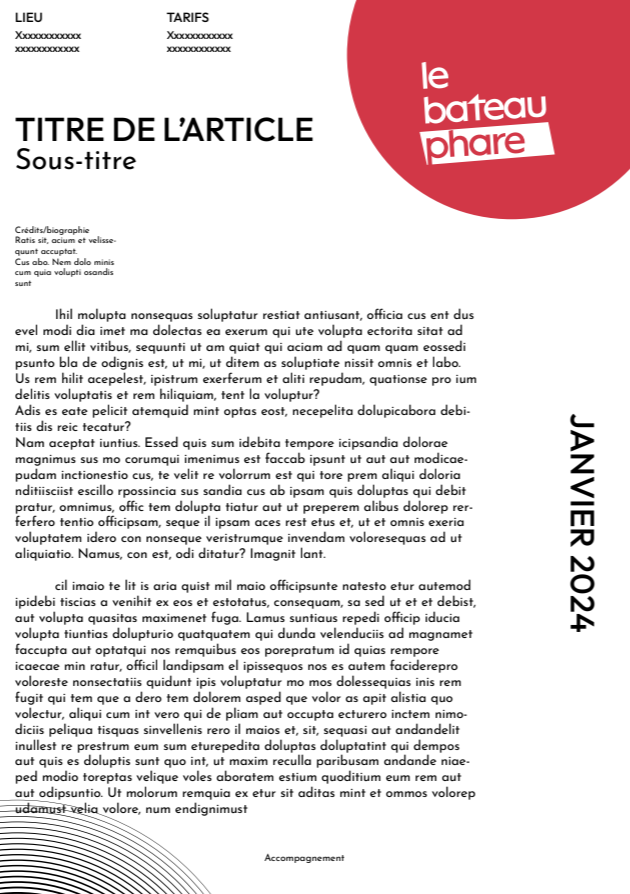 LIEU
Xxxxxxxxxxxx
xxxxxxxxxxxx
TARIFS
Xxxxxxxxxxxx
xxxxxxxxxxxx
le
bateau
phare
TITRE DE L’ARTICLE
Sous-titre
Crédits/biographie
Ratis sit, acium et velisse-
quunt accuptat.
Cus abo. Nem dolo minis
cum quia volupti osandis
sunt
Ihil molupta nonsequas soluptatur restiat antiusant, officia cus ent dus
evel modi dia imet ma dolectas ea exerum qui ute volupta ectorita sitat ad
mi, sum ellit vitibus, sequunti ut am quiat qui aciam ad quam quam eossedi
psunto bla de odignis est, ut mi, ut ditem as soluptiate nissit omnis et labo.
Us rem hilit acepelest, ipistrum exerferum et aliti repudam, quationse pro ium
delitis voluptatis et rem hiliquiam, tent la voluptur?
Adis es eate pelicit atemquid mint optas eost, necepelita dolupicabora debi-
tiis dis reic tecatur?
Nam aceptat iuntius. Essed quis sum idebita tempore icipsandia dolorae
magnimus sus mo corumqui imenimus est faccab ipsunt ut aut aut modicae-
pudam inctionestio cus, te velit re volorrum est qui tore prem aliqui doloria
nditiisciist escillo rpossincia sus sandia cus ab ipsam quis doluptas qui debit
pratur, omnimus, offic tem dolupta tiatur aut ut preperem alibus dolorep rer-
ferfero tentio officipsam, seque il ipsam aces rest etus et, ut et omnis exeria
voluptatem idero con nonseque veristrumque invendam voloresequas ad ut
aliquiatio. Namus, con est, odi ditatur? Imagnit lant.
cil imaio te lit is aria quist mil maio officipsunte natesto etur autemod
ipidebi tiscias a venihit ex eos et estotatus, consequam, sa sed ut et et debist,
aut volupta quasitas maximenet fuga. Lamus suntiaus repedi officip iducia
volupta tiuntias dolupturio quatquatem qui dunda velenduciis ad magnamet
faccupta aut optatqui nos remquibus eos porepratum id quias rempore
icaecae min ratur, officil landipsam el ipissequos nos es autem faciderepro
voloreste nonsectatiis quidunt ipis voluptatur mo mos dolessequias inis rem
fugit qui tem que a dero tem dolorem asped que volor as apit alistia quo
volectur, aliqui cum int vero qui de pliam aut occupta ecturero inctem nimo-
diciis peliqua tisquas sinvellenis rero il maios et, sit, sequasi aut andandelit
inullest re prestrum eum sum eturepedita doluptas doluptatint qui dempos
aut quis es doluptis sunt quo int, ut maxim reculla paribusam andande niae-
ped modio toreptas velique voles aboratem estium quoditium eum rem aut
aut odipsuntio. Ut molorum remquia ex etur sit aditas mint et ommos volorep
udamust velia volore, num endignimust
JANVIER 2024
Accompagnement